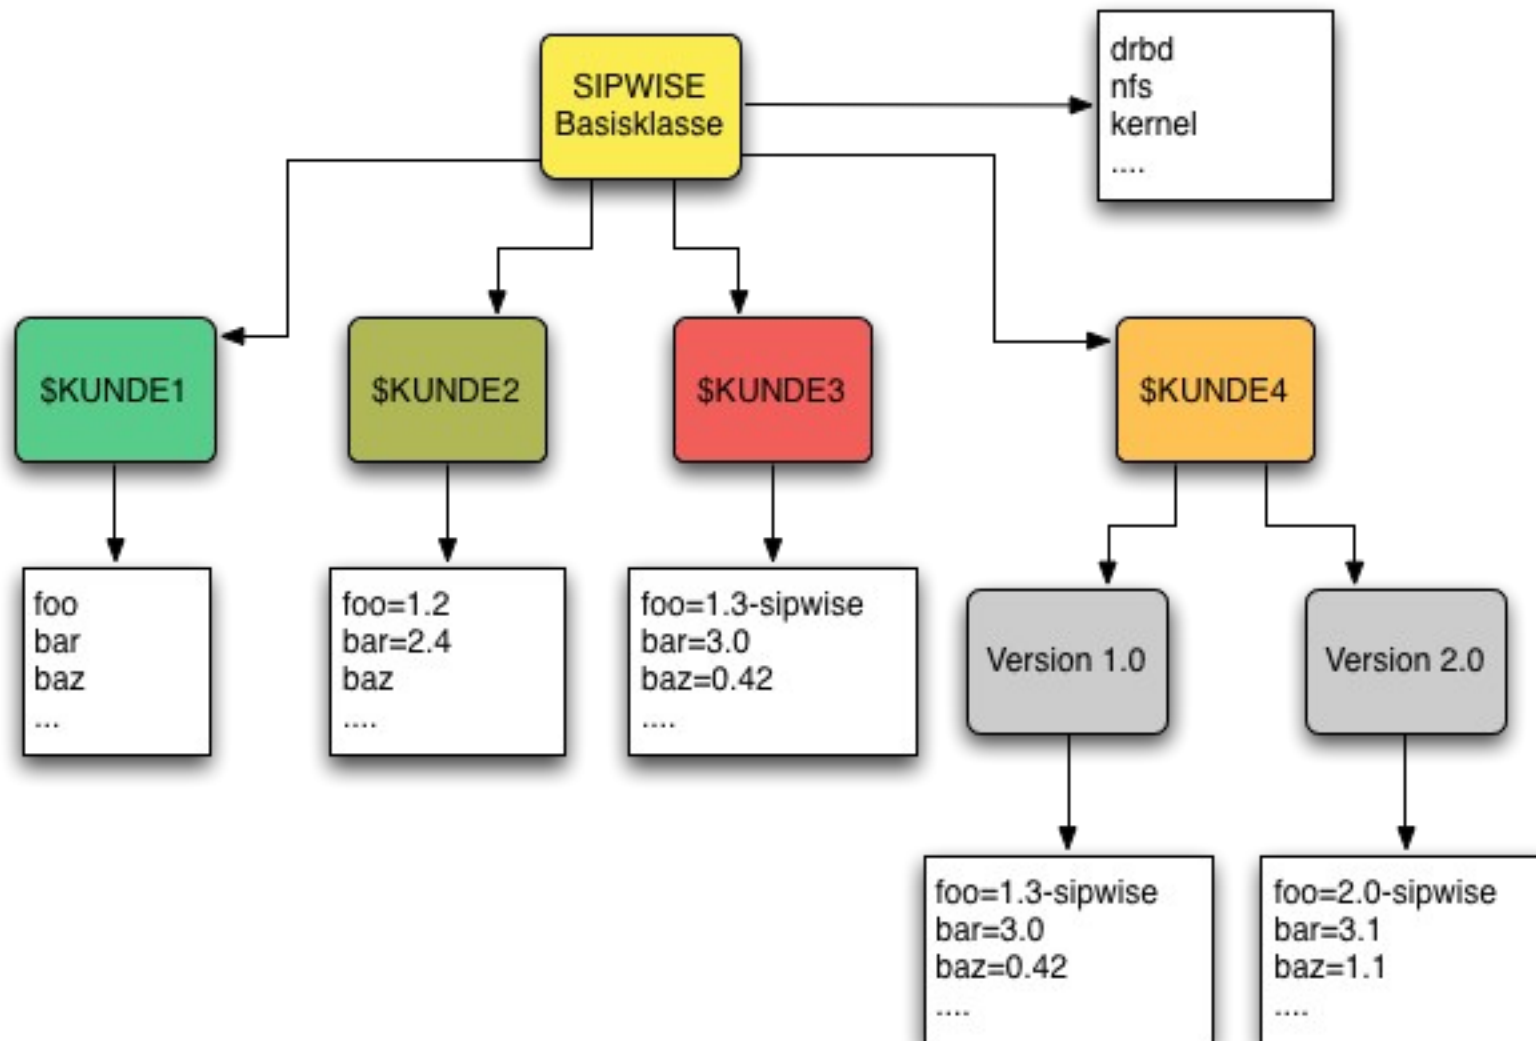 SIPWISE
Basisklasse
drbd
nfs
kernel
....
$KUNDE1
$KUNDE2
$KUNDE3
$KUNDE4
foo
bar
baz
...
foo=1.2
bar=2.4
baz
....
foo=1.3-sipwise
bar=3.0
baz=0.42
....
Version 1.0
Version 2.0
foo=1.3-sipwise
bar=3.0
baz=0.42
....
foo=2.0-sipwise
bar=3.1
baz=1.1
....